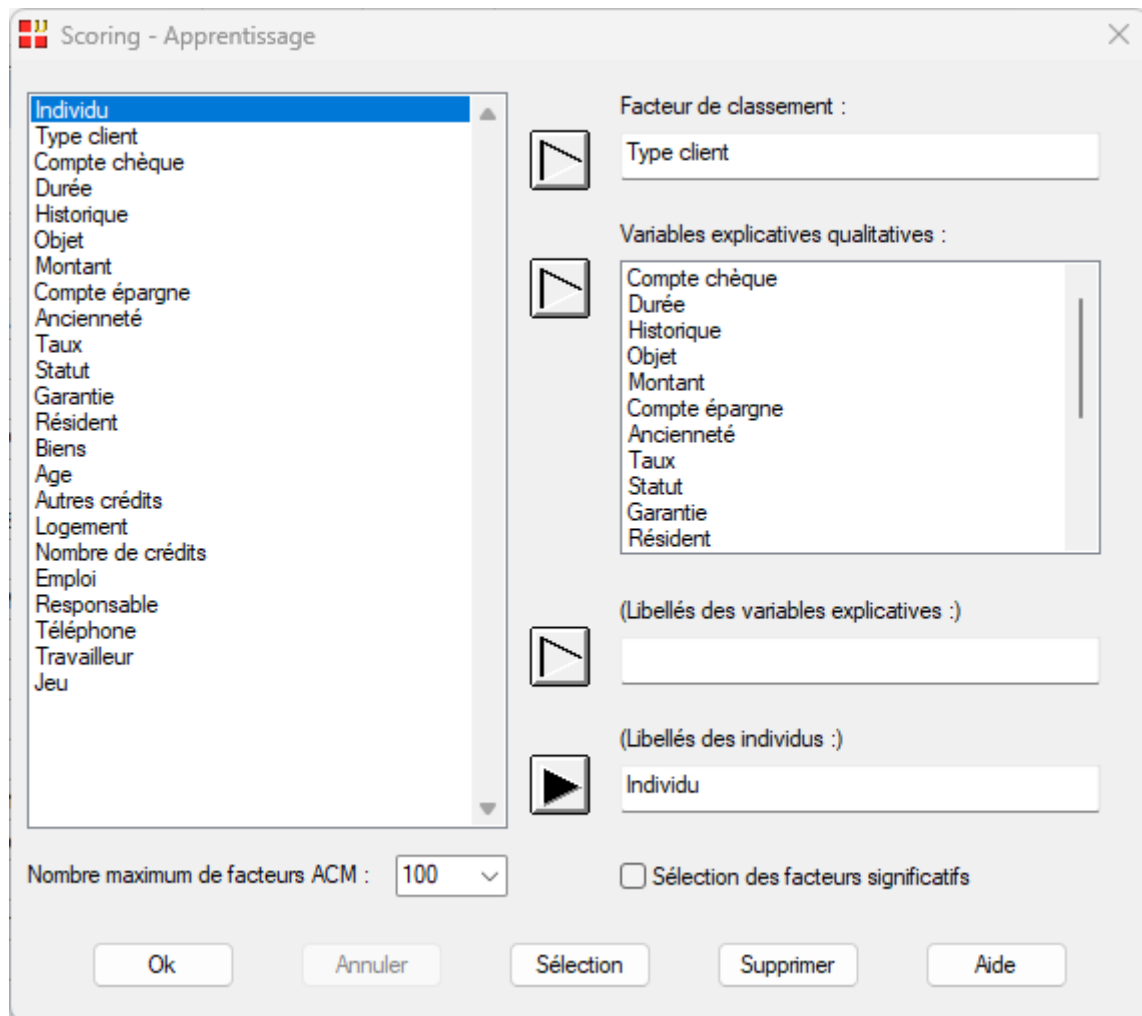 Scoring - Apprentissage
Individu
Type client
Compte chèque
Durée
Historique
Objet
Montant
Compte épargne
Ancienneté
Taux
Statut
Garantie
Résident
Biens
Age
Autres crédits
Logement
Nombre de crédits
Emploi
Responsable
Téléphone
Travailleur
Jeu
Facteur de classement :
Type client
Variables explicatives qualitatives :
Compte chèque
Durée
Historique
Objet
Montant
Compte épargne
Ancienneté
Taux
Statut
Garantie
Résident
(Libellés des variables explicatives :)
(Libellés des individus :)
Individu
Nombre maximum de facteurs ACM :
100
Sélection des facteurs significatifs
Ok
Annuler
Sélection
Supprimer
Aide